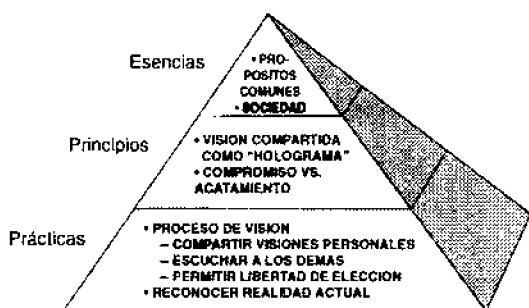 Esencias
• PRO-
POSITOS
COMUNES
• SOCIEDAD
Principios
• VISION COMPARTIDA
COMO "HOLOGRAMA"
• COMPROMISO VS.
ACATAMIENTO
Prácticas
• PROCESO DE VISION
– COMPARTIR VISIONES PERSONALES
– ESCUCHAR A LOS DEMAS
– PERMITIR LIBERTAD DE ELECCION
• RECONOCER REALIDAD ACTUAL